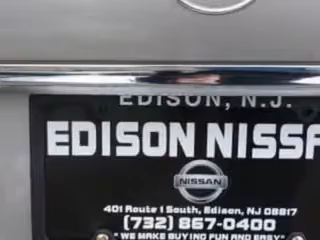 EDISON, N.J.
EDISON NISSA
NISSAN
401 Route 1 South, Edison, NJ 08817
(732) 867-0400
"WE MAKE BUYING FUN AND EASY"